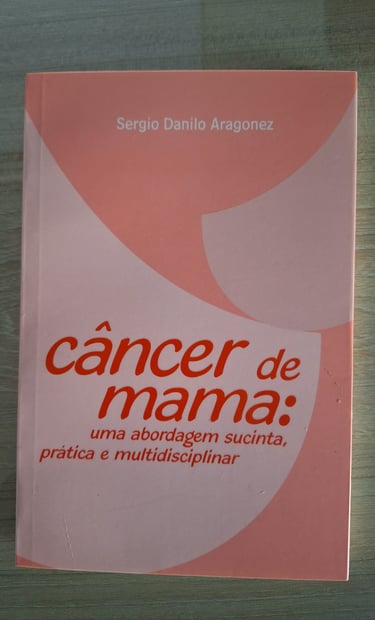 Sergio Danilo Aragonez
câncer de
mama:
uma abordagem sucinta,
prática e multidisciplinar